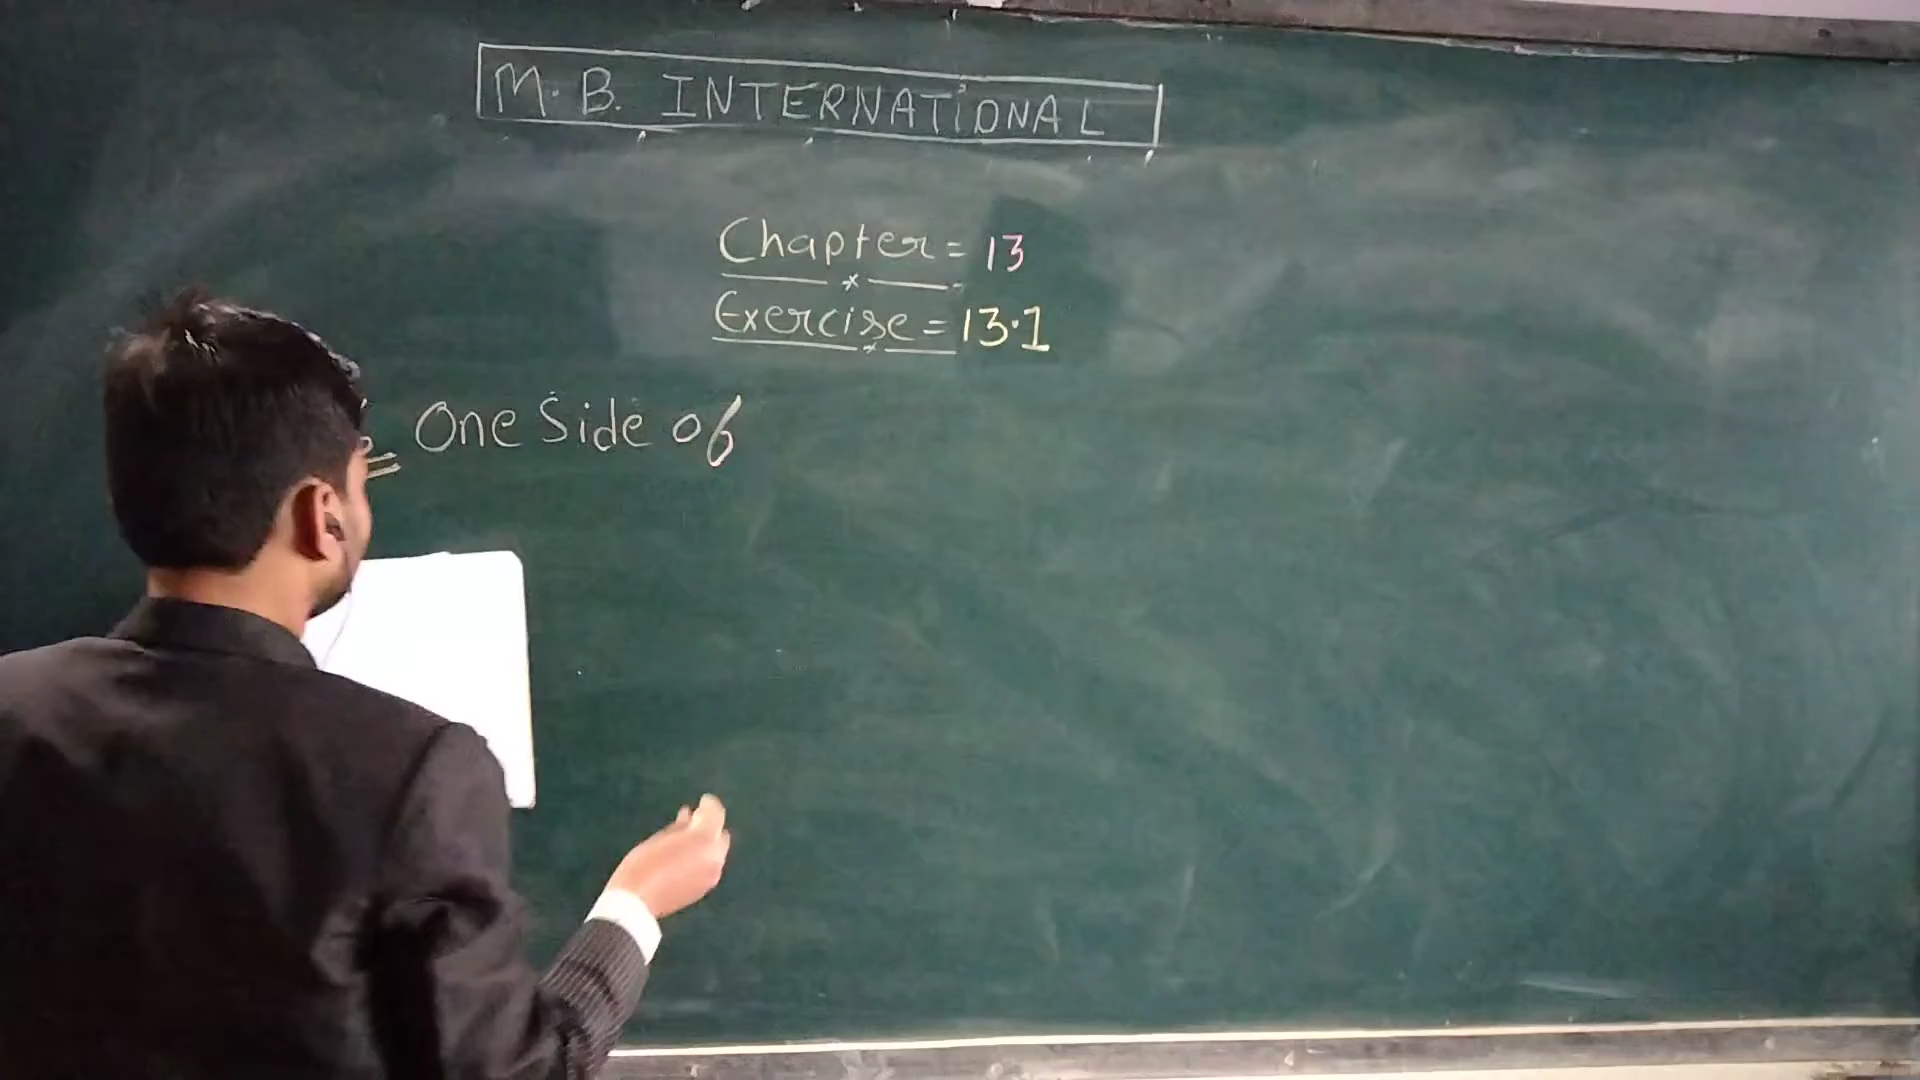 M. B. INTERNATIONAL
Chapter = 13
Exercise = 13.1
One Side of